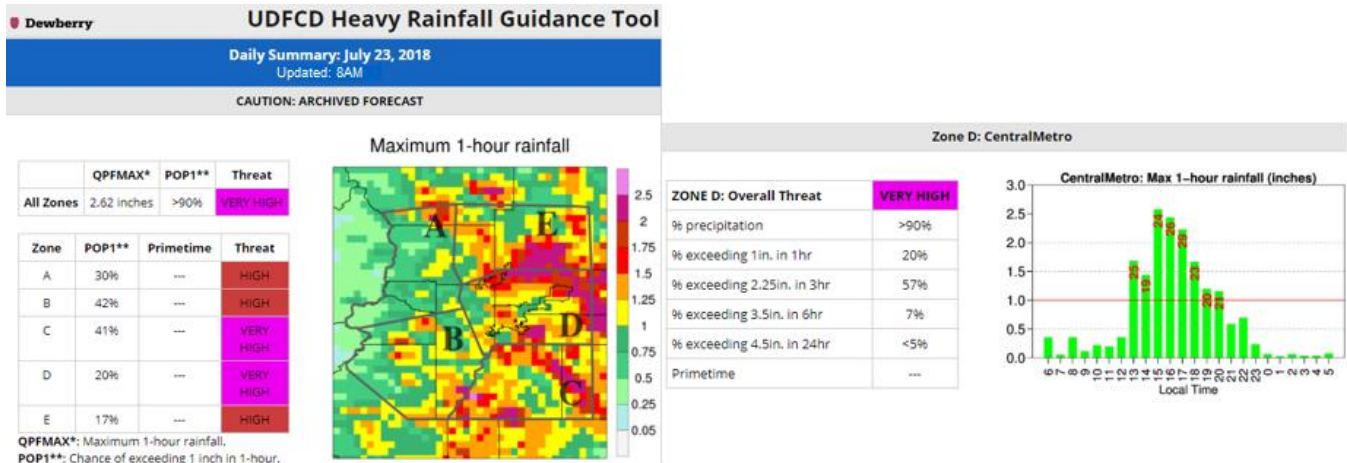 Dewberry
UDFCD Heavy Rainfall Guidance Tool
Daily Summary: July 23, 2018
Updated: 8AM
CAUTION: ARCHIVED FORECAST
QPFMAX* POP1** Threat
All Zones 2.62 inches >90% VERY HIGH
Zone POP1** Primetime Threat
A 30% --- HIGH
B 42% --- HIGH
C 41% --- VERY HIGH
D 20% --- VERY HIGH
E 17% --- HIGH
QPFMAX*: Maximum 1-hour rainfall.
POP1**: Chance of exceeding 1 inch in 1-hour.
Maximum 1-hour rainfall
A
E
B
D
C
2.5
2
1.75
1.5
1.25
1
0.75
0.5
0.25
0.05
Zone D: CentralMetro
ZONE D: Overall Threat VERY HIGH
% precipitation >90%
% exceeding 1in. in 1hr 20%
% exceeding 2.25in. in 3hr 57%
% exceeding 3.5in. in 6hr 7%
% exceeding 4.5in. in 24hr <5%
Primetime ---
CentralMetro: Max 1-hour rainfall (inches)
3.0
2.5
2.0
1.5
1.0
0.5
0.0
25 19 24 26 29 23 20 21
6 7 8 9 10 11 12 13 14 15 16 17 18 19 20 21 22 23 0 1 2 3 4 5
Local Time